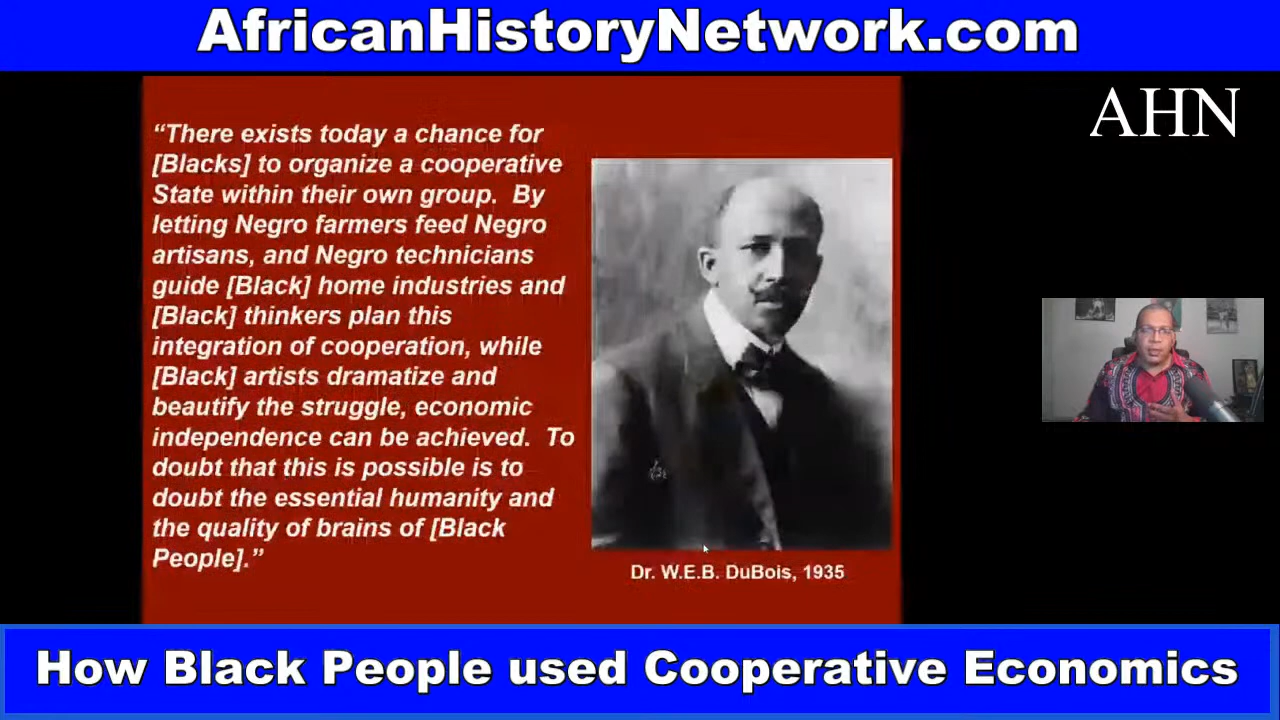 AfricanHistoryNetwork.com
AHN
“There exists today a chance for
[Blacks] to organize a cooperative
State within their own group.  By
letting Negro farmers feed Negro
artisans, and Negro technicians
guide [Black] home industries and
[Black] thinkers plan this
integration of cooperation, while
[Black] artists dramatize and
beautify the struggle, economic
independence can be achieved.  To
doubt that this is possible is to
doubt the essential humanity and
the quality of brains of [Black
People].”
Dr. W.E.B. DuBois, 1935
How Black People used Cooperative Economics